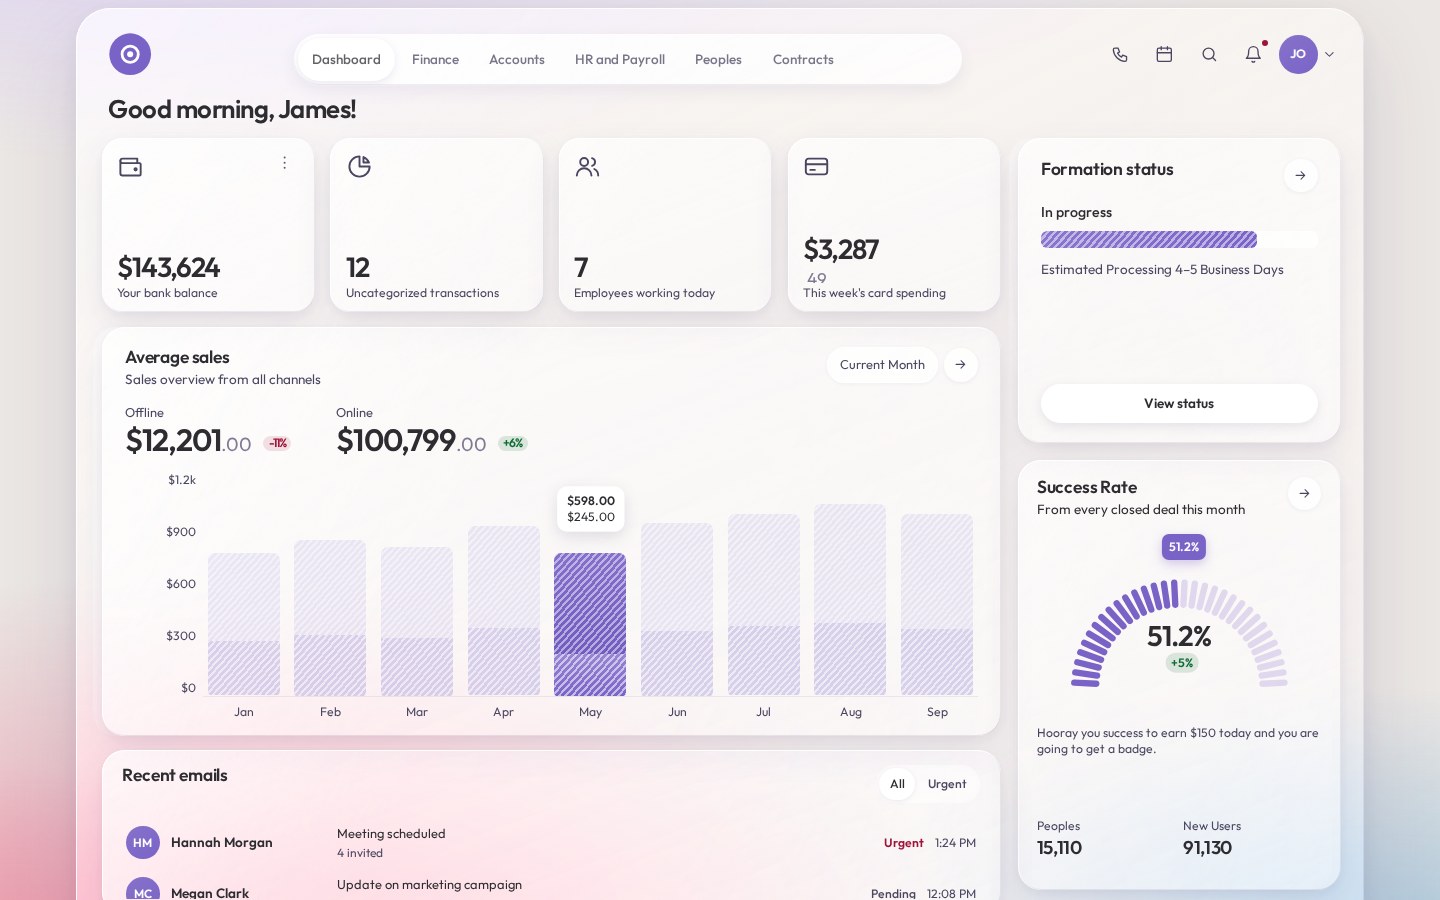 Dashboard
Finance
Accounts
HR and Payroll
Peoples
Contracts
JO
Good morning, James!
$143,624
Your bank balance
12
Uncategorized transactions
7
Employees working today
$3,287
49
This week's card spending
Formation status
In progress
Estimated Processing 4–5 Business Days
View status
Average sales
Sales overview from all channels
Current Month
Offline
$12,201.00 -11%
Online
$100,799.00 +6%
$1.2k
$900
$600
$300
$0
$598.00
$245.00
Jan
Feb
Mar
Apr
May
Jun
Jul
Aug
Sep
Success Rate
From every closed deal this month
51.2%
51.2%
+5%
Hooray you success to earn $150 today and you are
going to get a badge.
Peoples
15,110
New Users
91,130
Recent emails
All
Urgent
HM
Hannah Morgan
Meeting scheduled
4 invited
Urgent
1:24 PM
MC
Megan Clark
Update on marketing campaign
Pending
12:08 PM